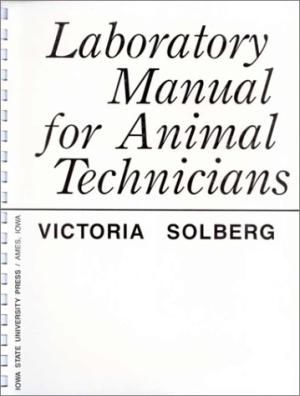 Laboratory
Manual
for Animal
Technicians
VICTORIA SOLBERG
IOWA STATE UNIVERSITY PRESS / AMES, IOWA